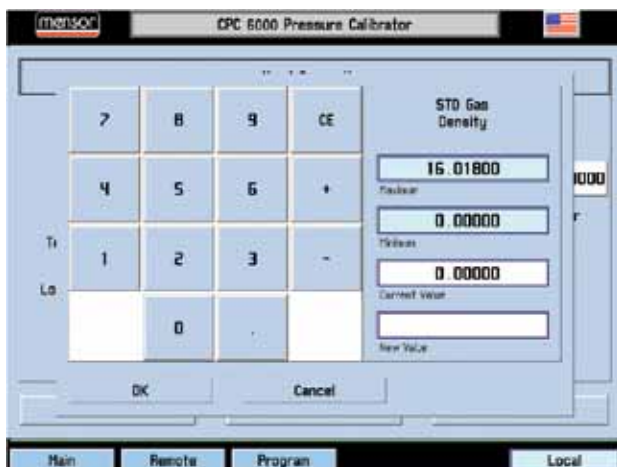 mensor
CPC 6000 Pressure Calibrator
STD Gas
Density
7 8 9 CE
16.01800
Maximum
4 5 6 +
0.00000
Minimum
1 2 3 -
0.00000
Current Value
0 .
New Value
OK Cancel
Main Remote Program Local